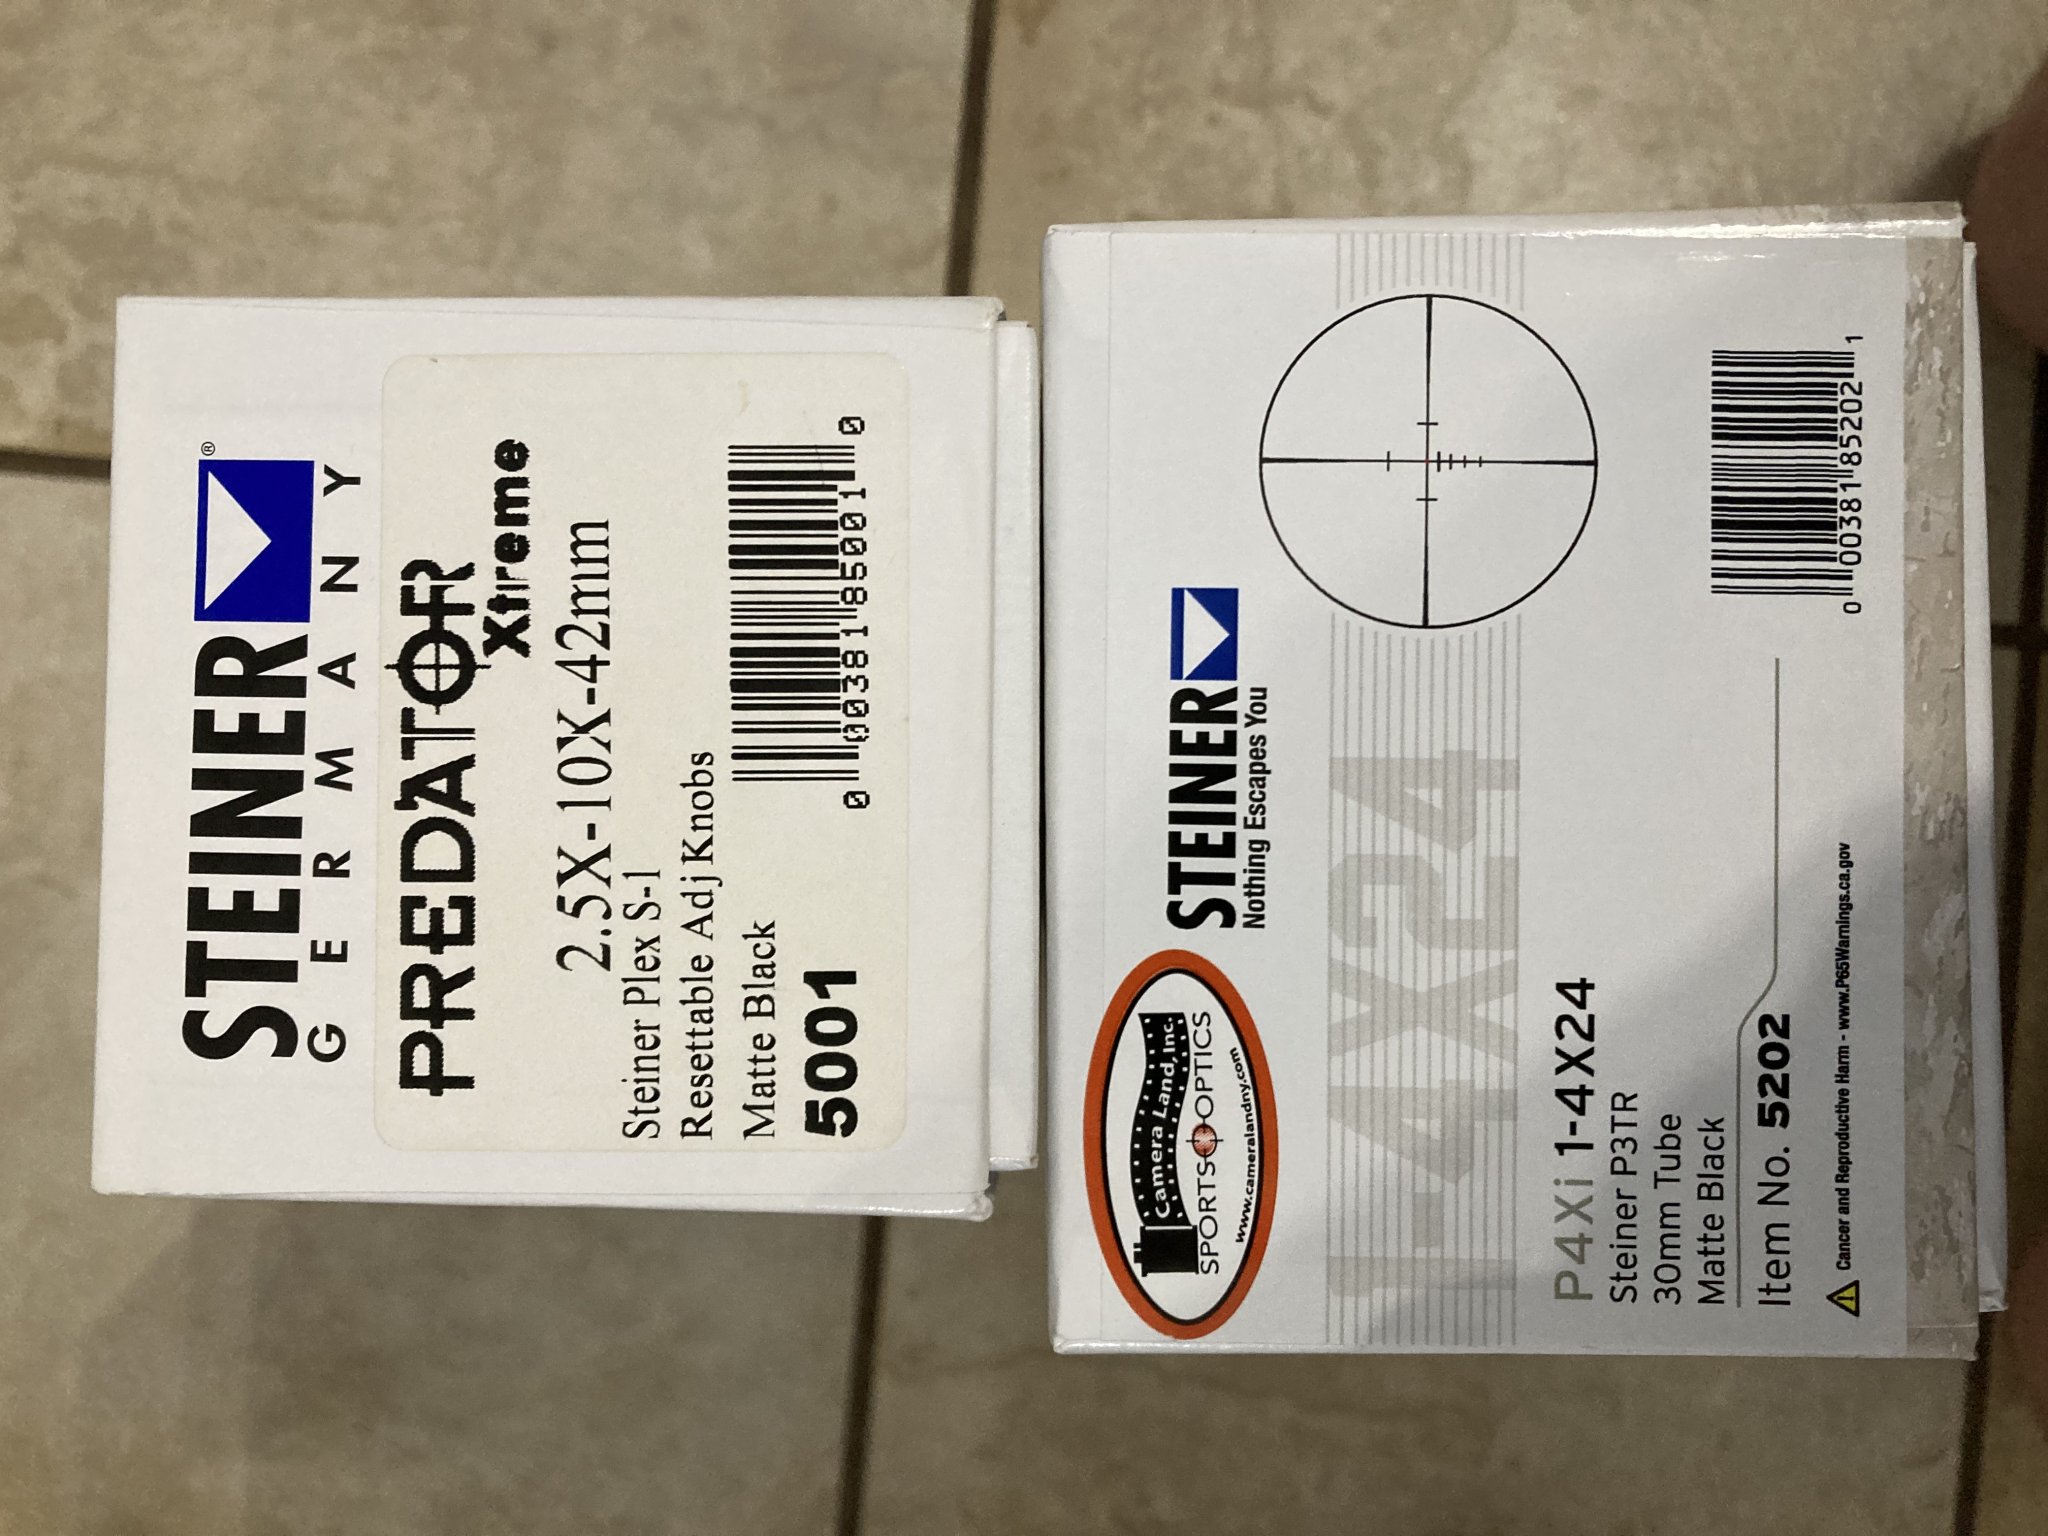 STEINER®
GERMANY
PREDATOR
Xtreme
2.5X-10X-42mm
Steiner Plex S-1
Resettable Adj Knobs
Matte Black
5001
0 00381 85001 0
Camera Land, Inc.
SPORTS OPTICS
www.cameralandny.com
STEINER
Nothing Escapes You
1-4X24
P4Xi 1-4X24
Steiner P3TR
30mm Tube
Matte Black
Item No. 5202
Cancer and Reproductive Harm - www.P65Warnings.ca.gov
0 00381 85202 1